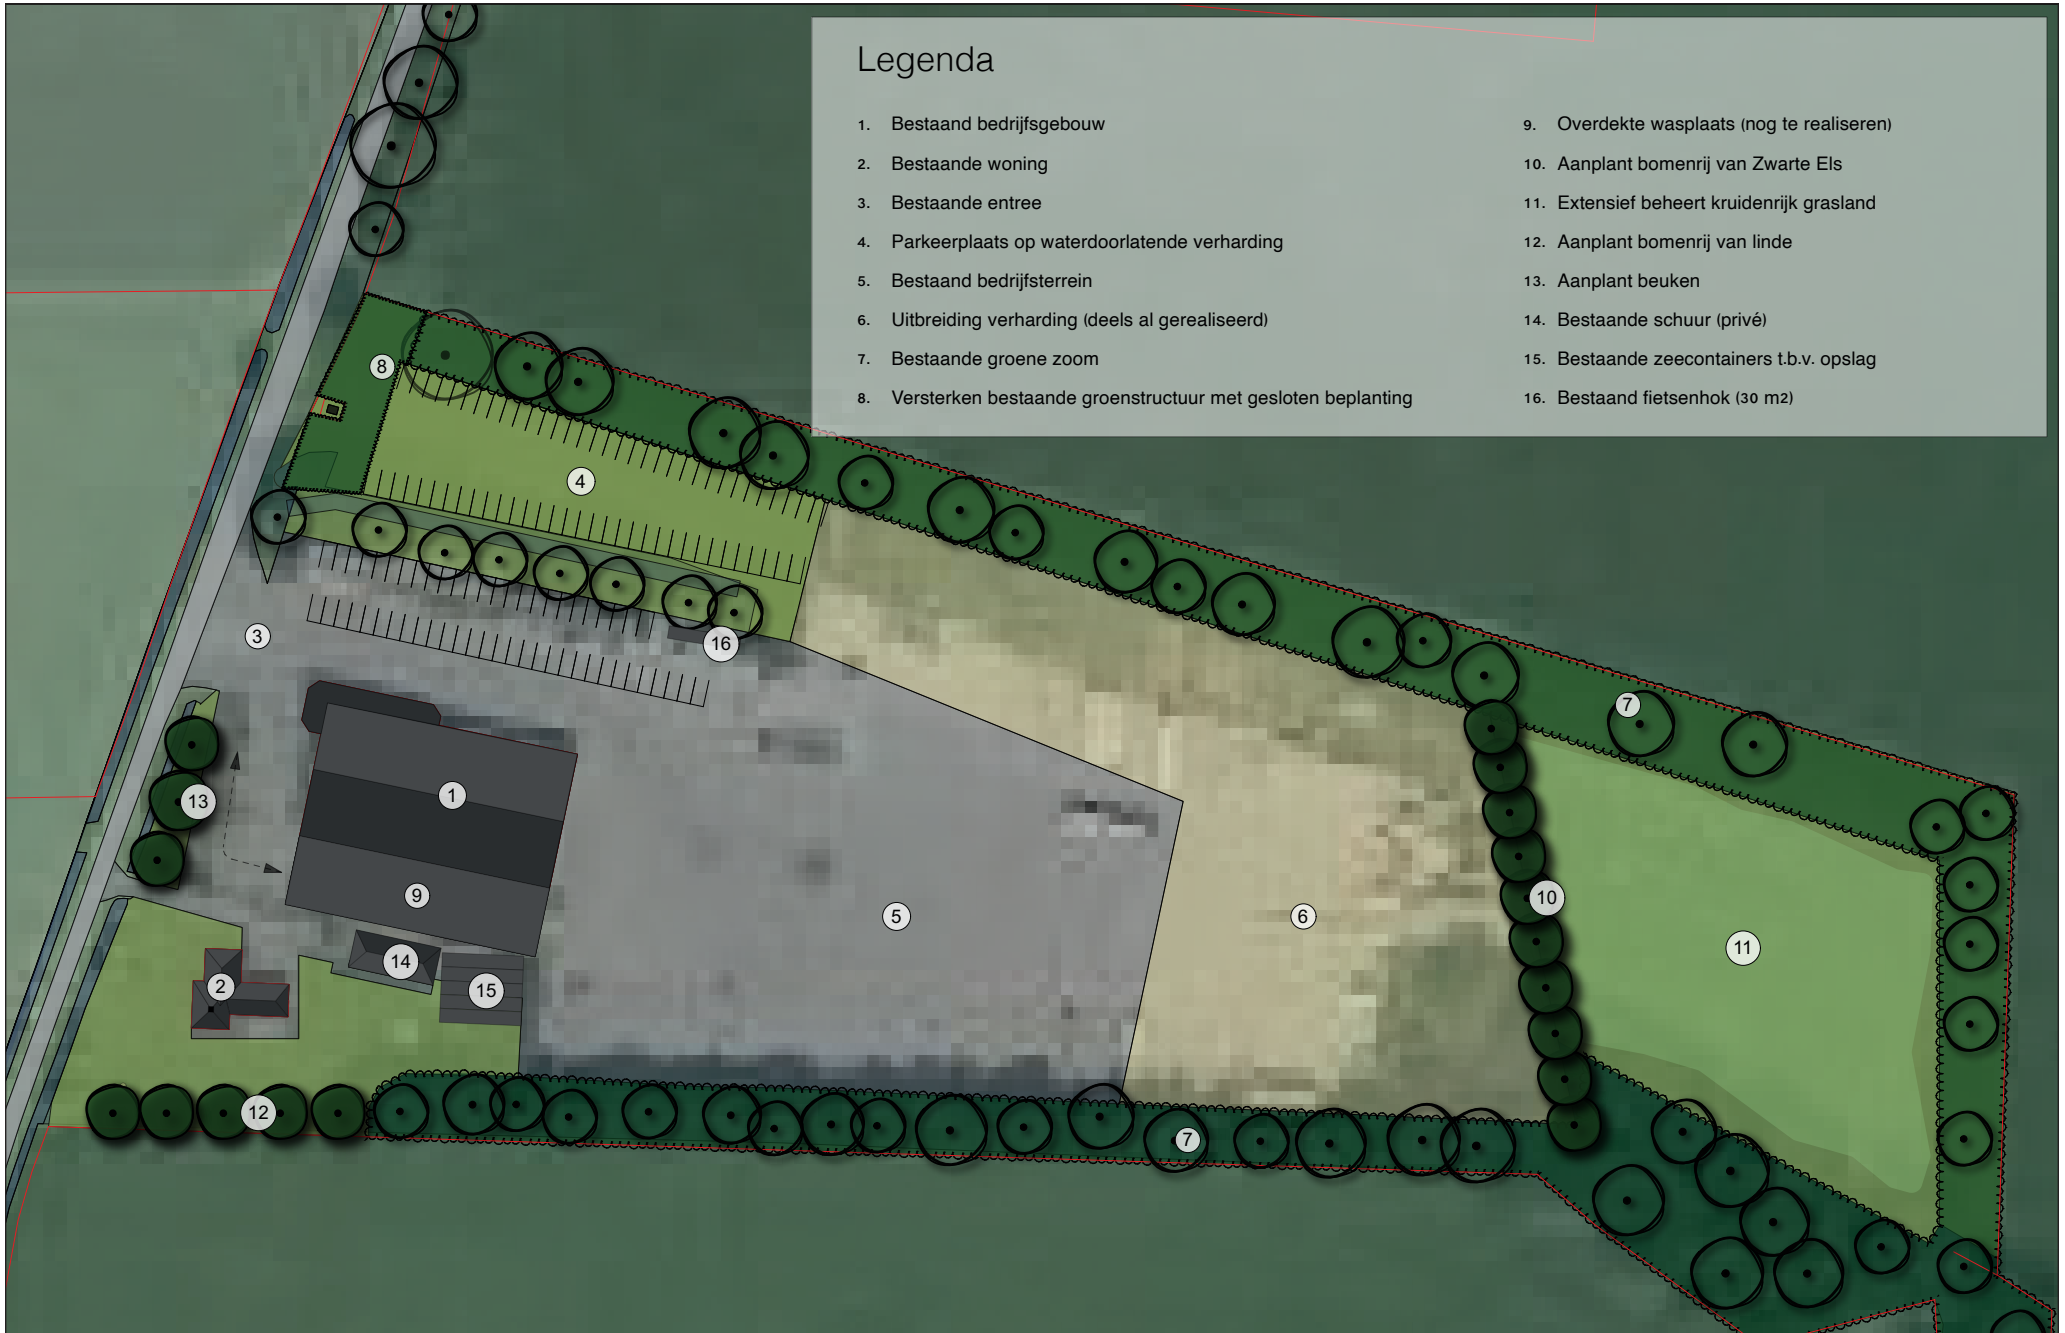 Legenda
1. Bestaand bedrijfsgebouw
2. Bestaande woning
3. Bestaande entree
4. Parkeerplaats op waterdoorlatende verharding
5. Bestaand bedrijfsterrein
6. Uitbreiding verharding (deels al gerealiseerd)
7. Bestaande groene zoom
8. Versterken bestaande groenstructuur met gesloten beplanting
9. Overdekte wasplaats (nog te realiseren)
10. Aanplant bomenrij van Zwarte Els
11. Extensief beheert kruidenrijk grasland
12. Aanplant bomenrij van linde
13. Aanplant beuken
14. Bestaande schuur (privé)
15. Bestaande zeecontainers t.b.v. opslag
16. Bestaand fietsenhok (30 m2)
8
4
3
16
7
13
1
9
10
5
6
11
14
2
15
12
7